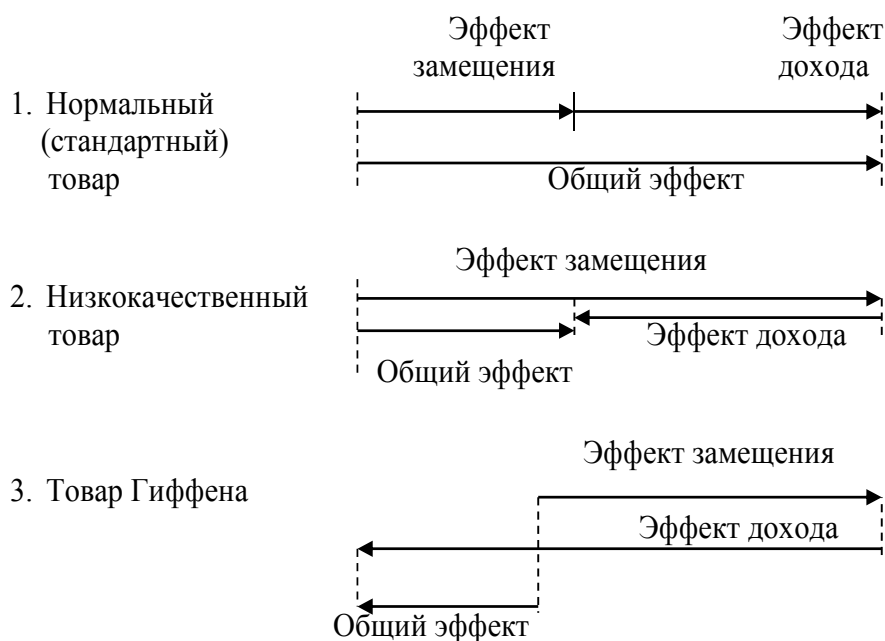 Эффект
замещения
Эффект
дохода
1. Нормальный
(стандартный)
товар
Общий эффект
Эффект замещения
2. Низкокачественный
товар
Эффект дохода
Общий эффект
Эффект замещения
3. Товар Гиффена
Эффект дохода
Общий эффект